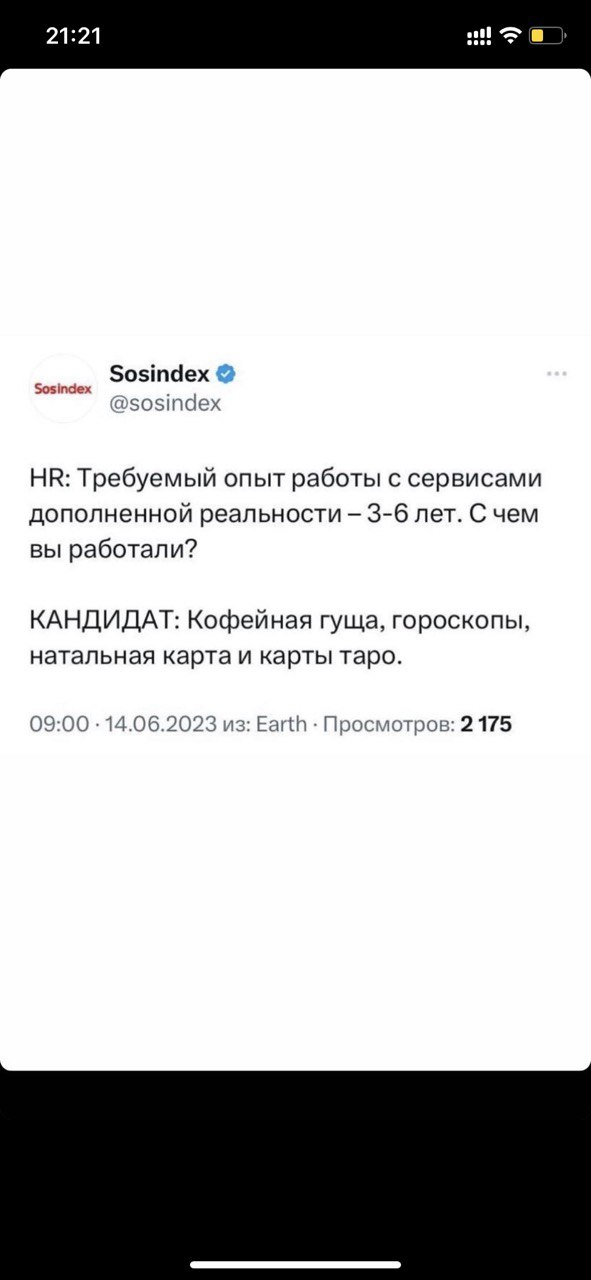 21:21
Sosindex
Sosindex
@sosindex
HR: Требуемый опыт работы с сервисами
дополненной реальности – 3-6 лет. С чем
вы работали?
КАНДИДАТ: Кофейная гуща, гороскопы,
натальная карта и карты таро.
09:00 · 14.06.2023 из: Earth · Просмотров: 2 175